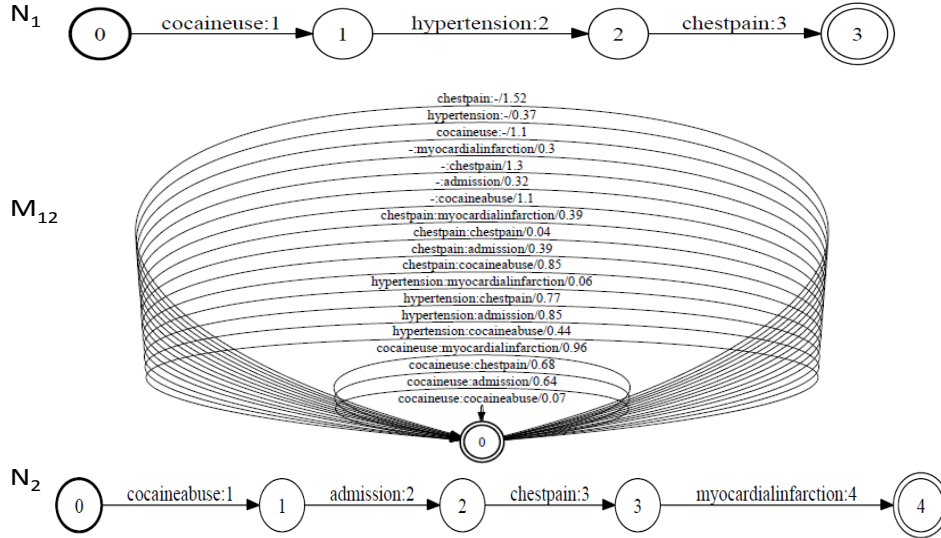 N1
0 cocaineuse:1 1 hypertension:2 2 chestpain:3 3
chestpain:-/1.52
hypertension:-/0.37
cocaineuse:-/1.1
-:myocardialinfarction/0.3
-:chestpain/1.3
-:admission/0.32
-:cocaineabuse/1.1
M12
chestpain:myocardialinfarction/0.39
chestpain:chestpain/0.04
chestpain:admission/0.39
chestpain:cocaineabuse/0.85
hypertension:myocardialinfarction/0.06
hypertension:chestpain/0.77
hypertension:admission/0.85
hypertension:cocaineabuse/0.44
cocaineuse:myocardialinfarction/0.96
cocaineuse:chestpain/0.68
cocaineuse:admission/0.64
cocaineuse:cocaineabuse/0.07
0
N2
0 cocaineabuse:1 1 admission:2 2 chestpain:3 3 myocardialinfarction:4 4